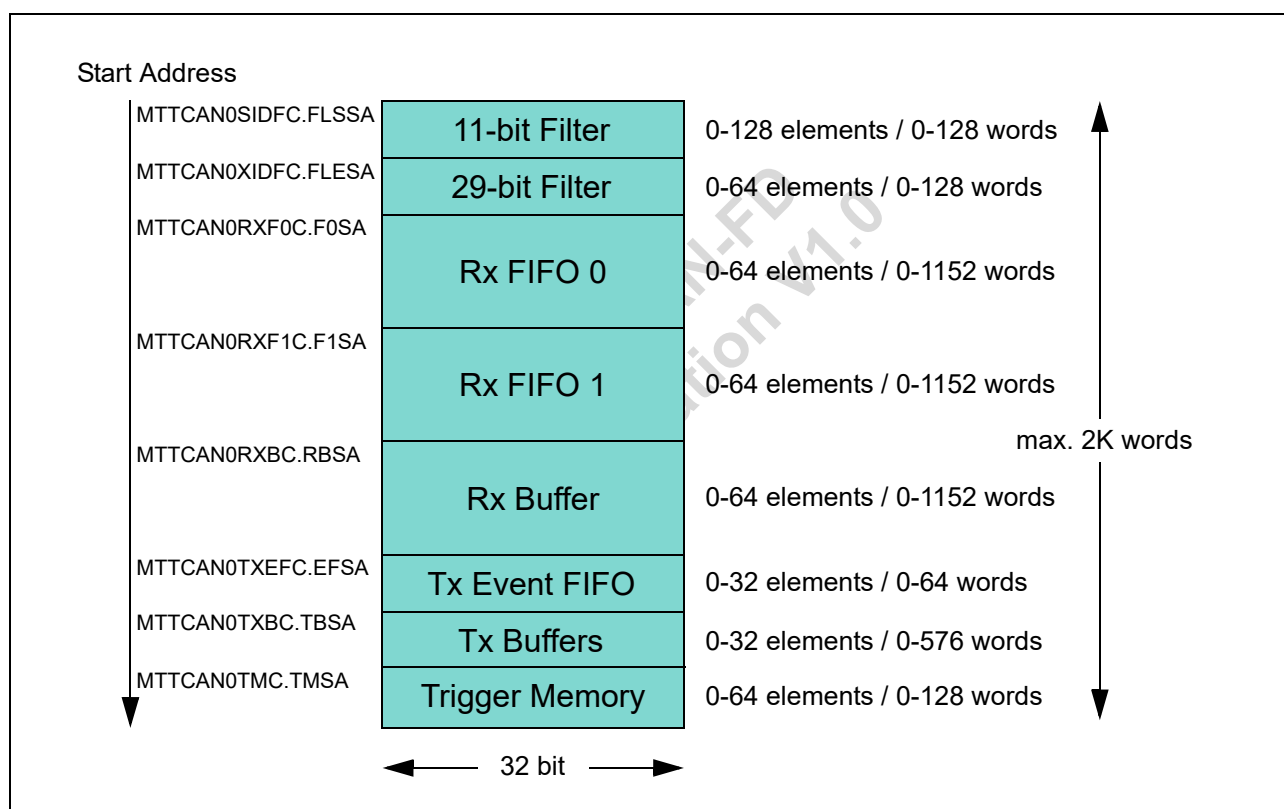 Start Address
MTTCAN0SIDFC.FLSSA
11-bit Filter
0-128 elements / 0-128 words
MTTCAN0XIDFC.FLESA
29-bit Filter
0-64 elements / 0-128 words
MTTCAN0RXF0C.F0SA
Rx FIFO 0
0-64 elements / 0-1152 words
MTTCAN0RXF1C.F1SA
Rx FIFO 1
0-64 elements / 0-1152 words
max. 2K words
MTTCAN0RXBC.RBSA
Rx Buffer
0-64 elements / 0-1152 words
MTTCAN0TXEFC.EFSA
Tx Event FIFO
0-32 elements / 0-64 words
MTTCAN0TXBC.TBSA
Tx Buffers
0-32 elements / 0-576 words
MTTCAN0TMC.TMSA
Trigger Memory
0-64 elements / 0-128 words
32 bit
V1.0